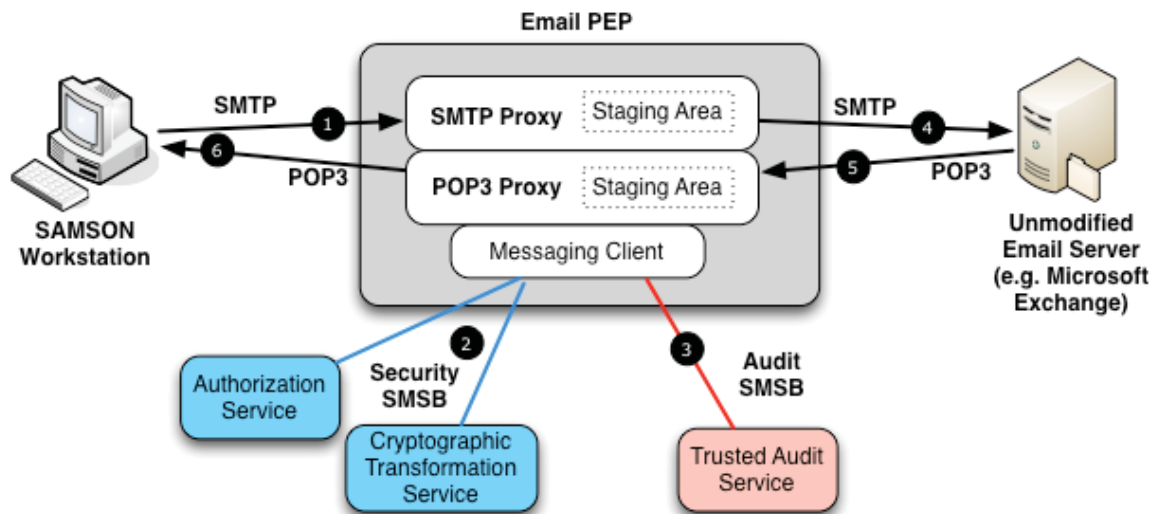 Email PEP
SMTP
1
SMTP Proxy
Staging Area
SMTP
4
6
POP3
POP3 Proxy
Staging Area
5
POP3
SAMSON
Workstation
Messaging Client
Unmodified
Email Server
(e.g. Microsoft
Exchange)
2
Security
SMSB
3
Audit
SMSB
Authorization
Service
Cryptographic
Transformation
Service
Trusted Audit
Service